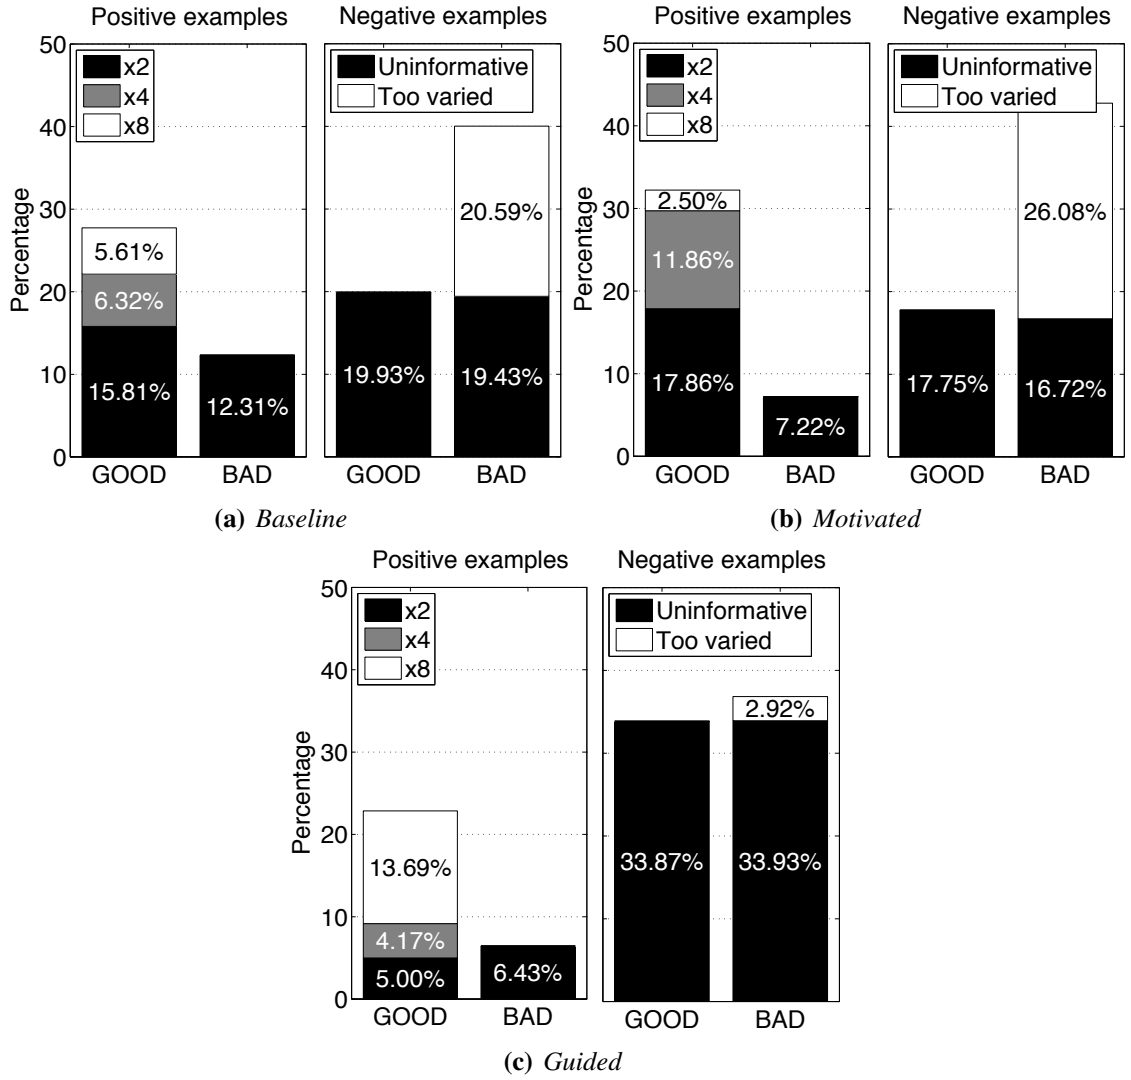 Positive examples
Negative examples
50
40
30
20
10
0
Percentage
x2
x4
x8
Uninformative
Too varied
5.61%
6.32%
15.81%
12.31%
20.59%
19.93%
19.43%
GOOD
BAD
GOOD
BAD
(a) Baseline
Positive examples
Negative examples
50
40
30
20
10
0
Percentage
x2
x4
x8
Uninformative
Too varied
2.50%
11.86%
17.86%
7.22%
26.08%
17.75%
16.72%
GOOD
BAD
GOOD
BAD
(b) Motivated
Positive examples
Negative examples
50
40
30
20
10
0
Percentage
x2
x4
x8
Uninformative
Too varied
13.69%
4.17%
5.00%
6.43%
2.92%
33.87%
33.93%
GOOD
BAD
GOOD
BAD
(c) Guided